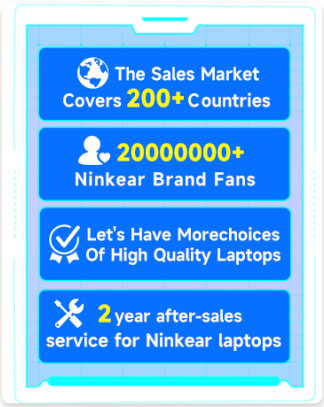 The Sales Market
Covers 200+ Countries
20000000+
Ninkear Brand Fans
Let's Have Morechoices
Of High Quality Laptops
2 year after-sales
service for Ninkear laptops